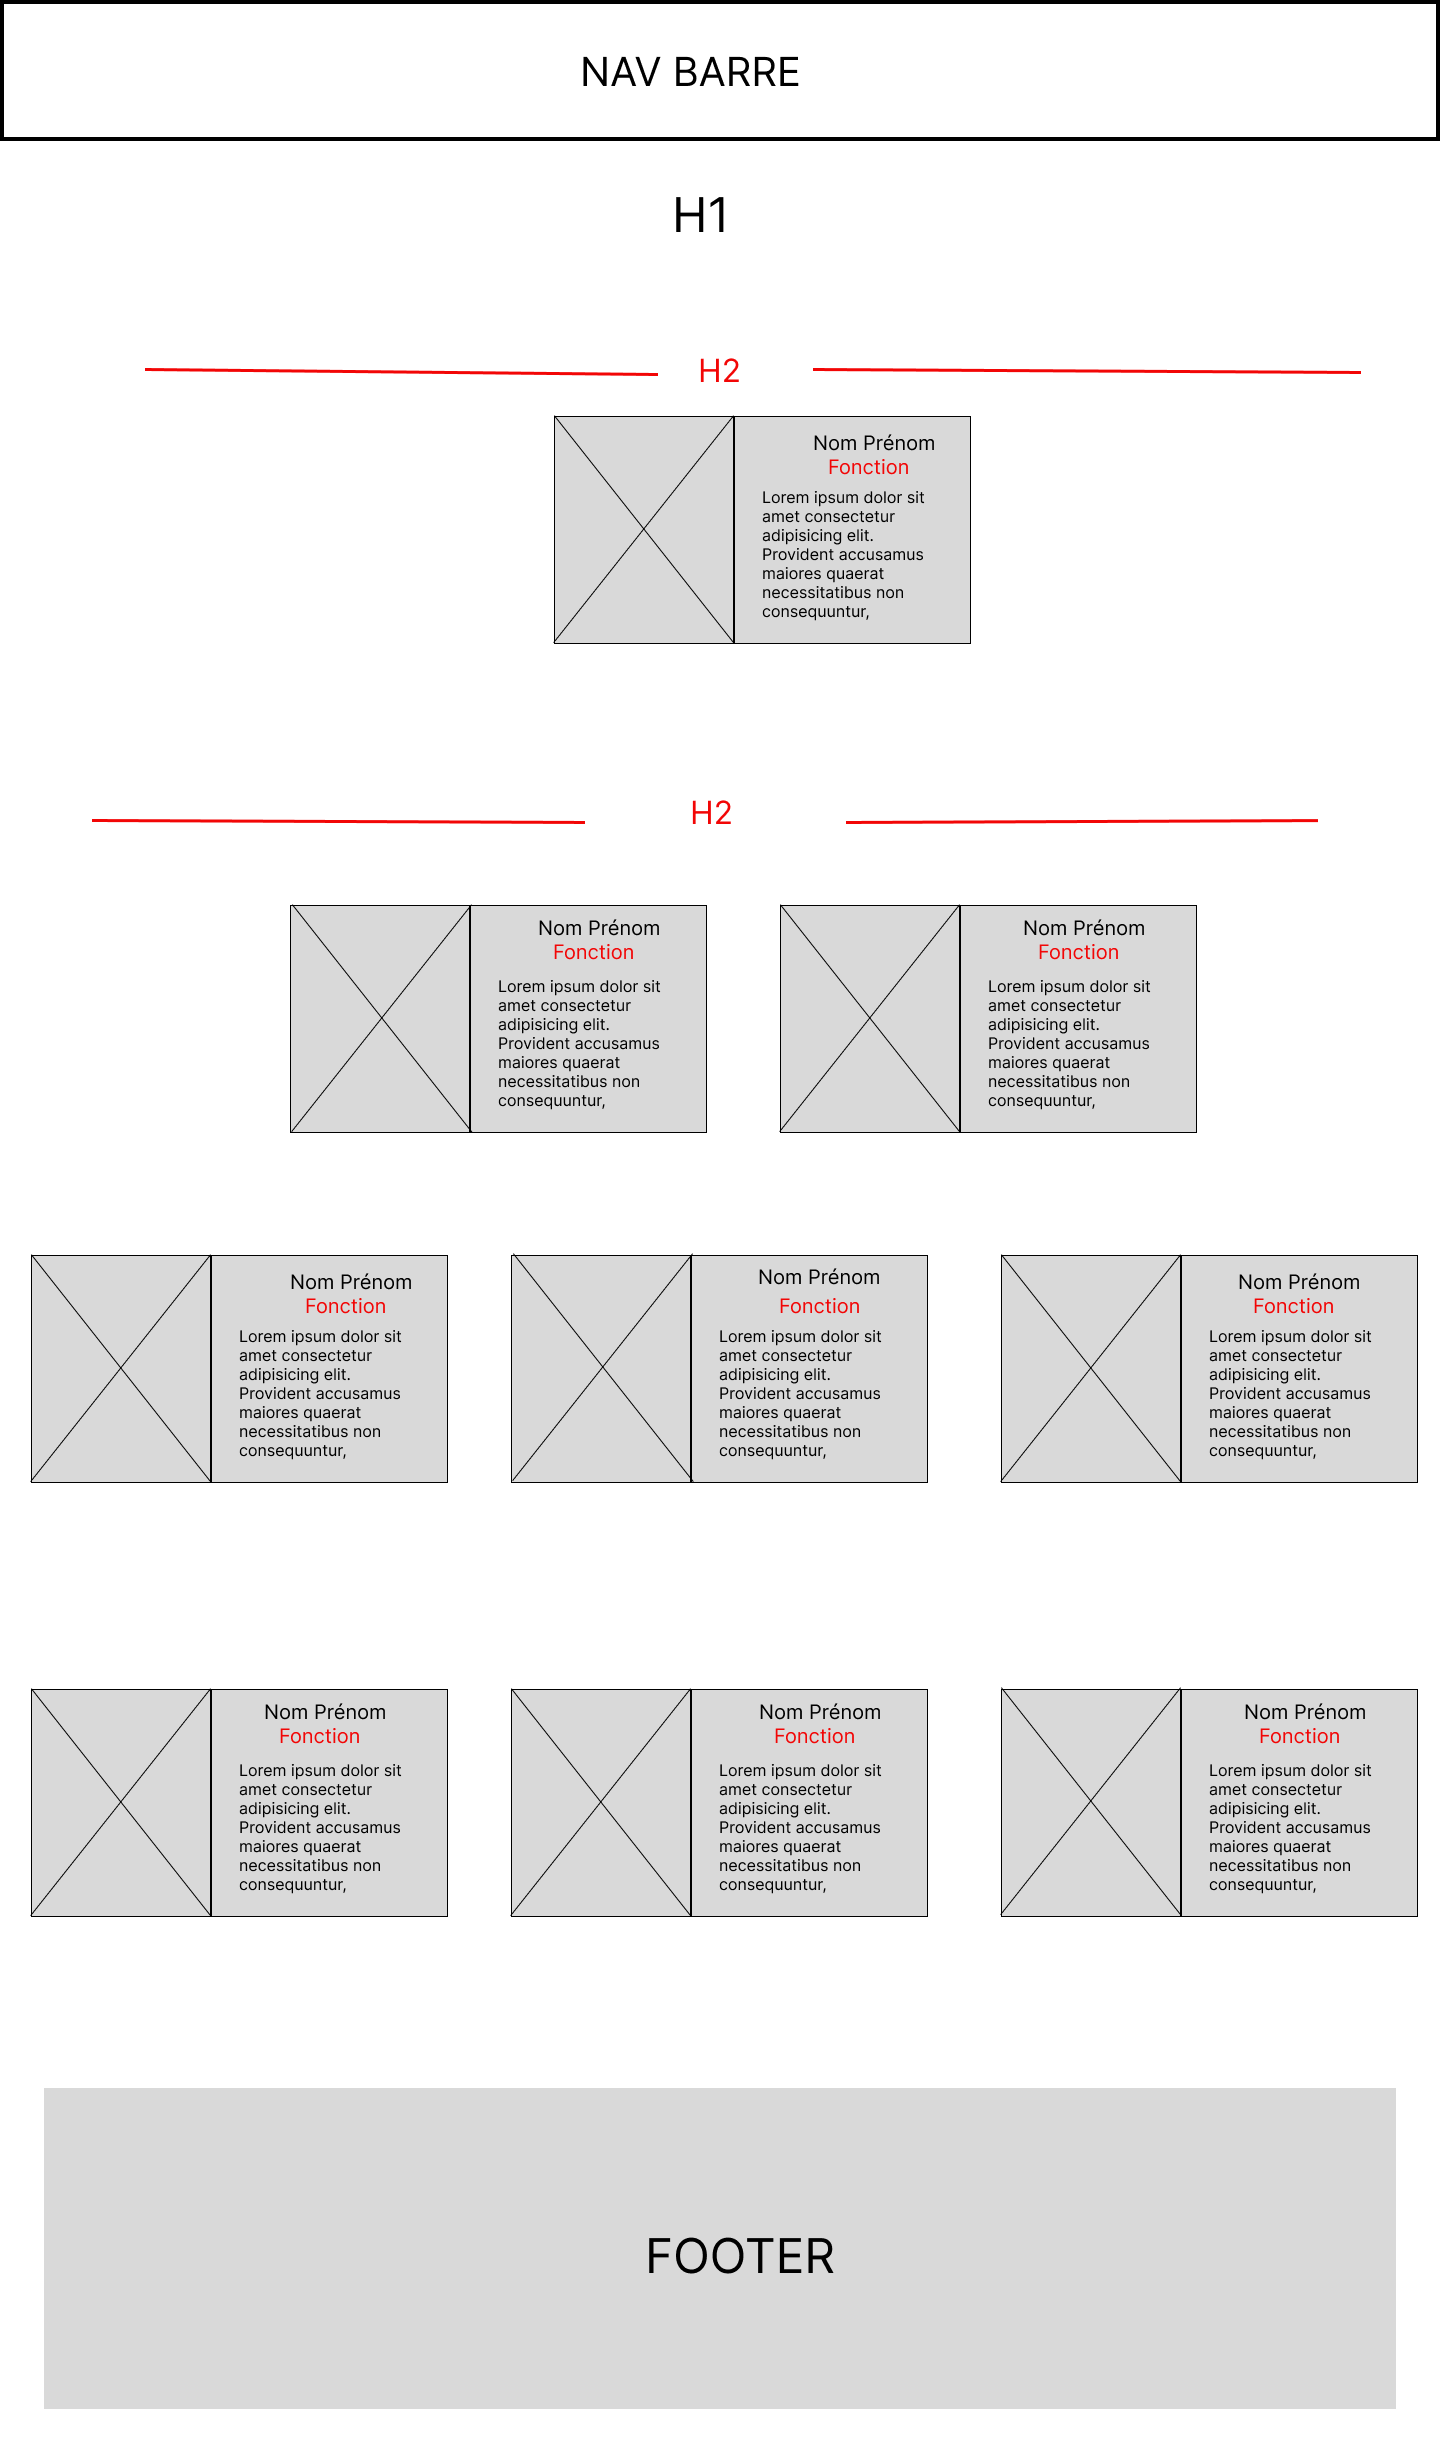 NAV BARRE
H1
H2
Nom Prénom
Fonction
Lorem ipsum dolor sit
amet consectetur
adipisicing elit.
Provident accusamus
maiores quaerat
necessitatibus non
consequuntur,
H2
Nom Prénom
Fonction
Lorem ipsum dolor sit
amet consectetur
adipisicing elit.
Provident accusamus
maiores quaerat
necessitatibus non
consequuntur,
Nom Prénom
Fonction
Lorem ipsum dolor sit
amet consectetur
adipisicing elit.
Provident accusamus
maiores quaerat
necessitatibus non
consequuntur,
Nom Prénom
Fonction
Lorem ipsum dolor sit
amet consectetur
adipisicing elit.
Provident accusamus
maiores quaerat
necessitatibus non
consequuntur,
Nom Prénom
Fonction
Lorem ipsum dolor sit
amet consectetur
adipisicing elit.
Provident accusamus
maiores quaerat
necessitatibus non
consequuntur,
Nom Prénom
Fonction
Lorem ipsum dolor sit
amet consectetur
adipisicing elit.
Provident accusamus
maiores quaerat
necessitatibus non
consequuntur,
Nom Prénom
Fonction
Lorem ipsum dolor sit
amet consectetur
adipisicing elit.
Provident accusamus
maiores quaerat
necessitatibus non
consequuntur,
Nom Prénom
Fonction
Lorem ipsum dolor sit
amet consectetur
adipisicing elit.
Provident accusamus
maiores quaerat
necessitatibus non
consequuntur,
Nom Prénom
Fonction
Lorem ipsum dolor sit
amet consectetur
adipisicing elit.
Provident accusamus
maiores quaerat
necessitatibus non
consequuntur,
FOOTER